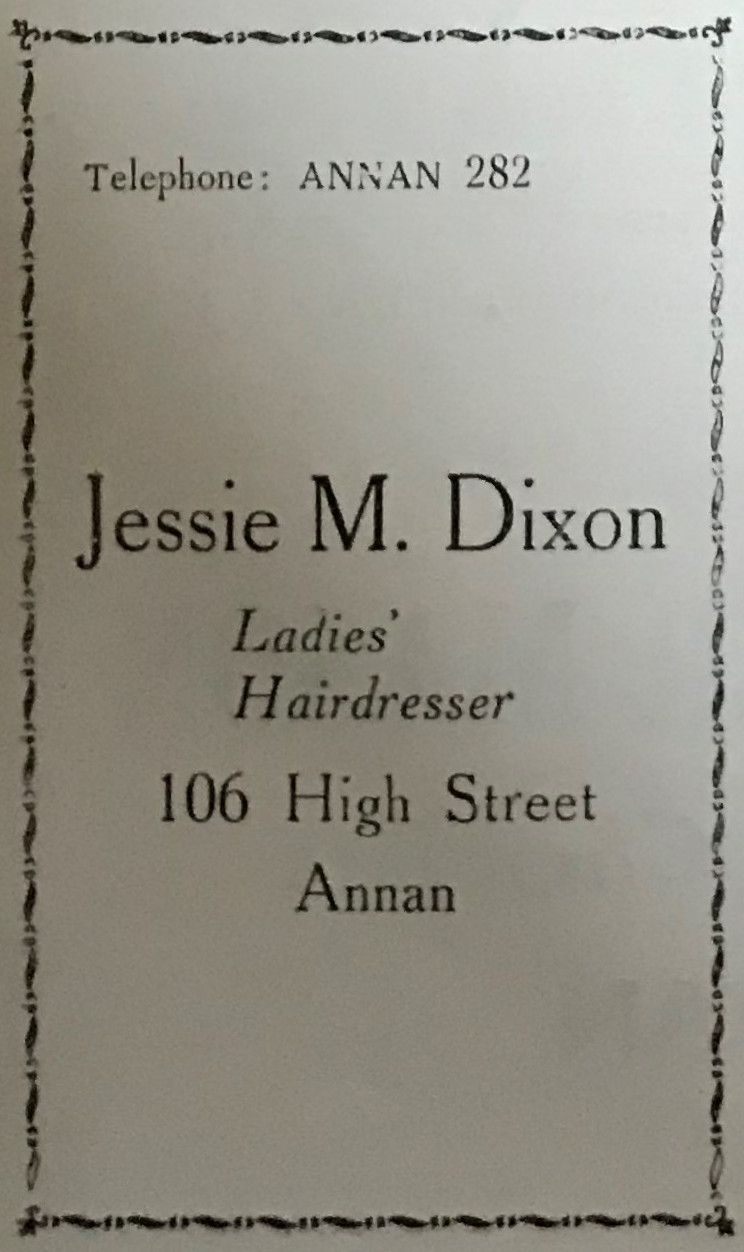 Telephone: ANNAN 282
Jessie M. Dixon
Ladies'
Hairdresser
106 High Street
Annan